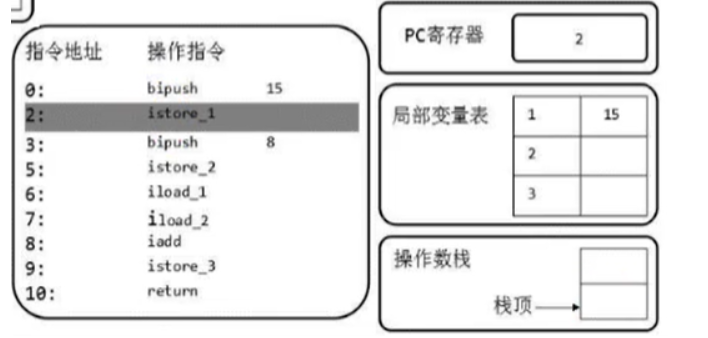 指令地址 操作指令
0: bipush 15
2: istore_1
3: bipush 8
5: istore_2
6: iload_1
7: iload_2
8: iadd
9: istore_3
10: return
PC寄存器 2
局部变量表 1 15
2
3
操作数栈
栈顶